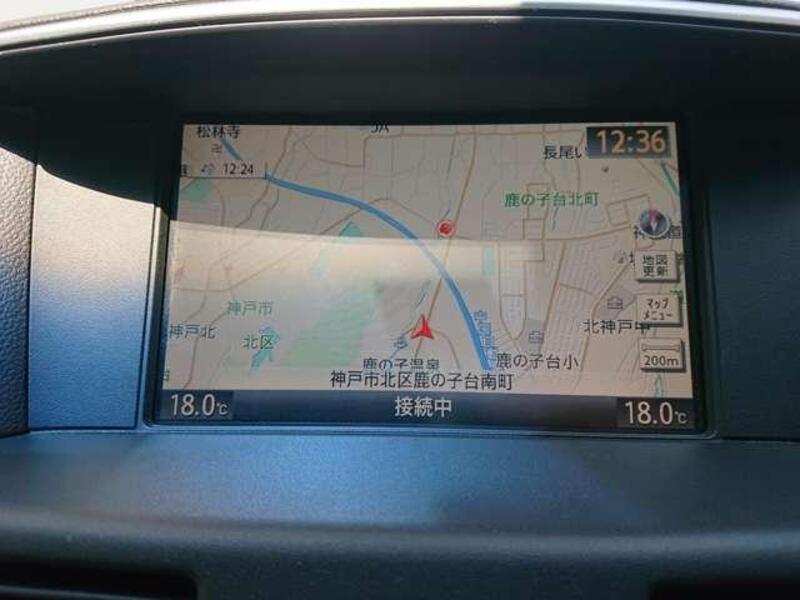 松林寺
JA
12:36
長尾い
12:24
鹿の子台北町
地図
更新
神戸市
マップ
メニュー
神戸北
北区
北神戸中
200m
鹿の子温泉
鹿の子台小
神戸市北区鹿の子台南町
18.0℃
接続中
18.0℃